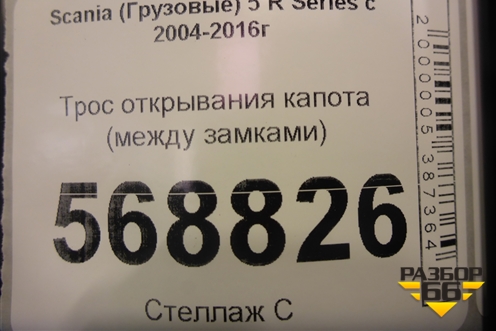 Scania (Грузовые) 5 R Series с
2004-2016г
Трос открывания капота
(между замками)
568826
Стеллаж С
2000005387364
РАЗБОР
66